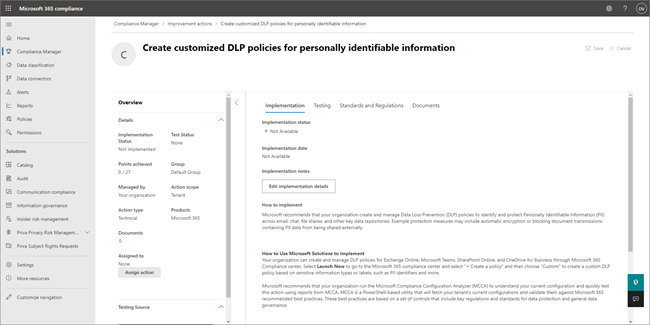 Microsoft 365 compliance
? OV
Compliance Manager > Improvement actions > Create customized DLP policies for personally identifiable information
Home
Compliance Manager
Data classification
Data connectors
Alerts
Reports
Policies
Permissions
Solutions
Catalog
Audit
Communication compliance
Information governance
Insider risk management
Priva Privacy Risk Managem...
Priva Subject Rights Requests
Settings
More resources
Customize navigation
C
Create customized DLP policies for personally identifiable information
Save
Cancel
Overview
Details
Implementation Status
Not Implemented
Test Status
None
Points achieved
0 / 27
Group
Default Group
Managed by
Your organization
Action scope
Tenant
Action type
Technical
Products
Microsoft 365
Documents
0
Assigned to
None
Assign action
Testing Source
Implementation Testing Standards and Regulations Documents
Implementation status
Not Available
Implementation date
Not Available
Implementation notes
Edit implementation details
How to implement
Microsoft recommends that your organization create and manage Data Loss Prevention (DLP) policies to identify and protect Personally Identifiable Information (PII)
across email, chat, file shares, and other key data repositories. Example protection measures may include automatic encryption or blocking document transmissions
containing PII data from being shared externally.
How to Use Microsoft Solutions to Implement
Your organization can create and manage DLP policies for Exchange Online, Microsoft Teams, SharePoint Online, and OneDrive for Business through Microsoft 365
Compliance center. Select Launch Now to go to the Microsoft 365 compliance center and select "+ Create a policy" and then choose "Custom" to create a custom DLP
policy based on sensitive information types or labels, such as PII identifiers and more.
Microsoft recommends that your organization run the Microsoft Compliance Configuration Analyzer (MCCA) to understand your current configuration and quickly test
this action using reports from MCCA. MCCA is a PowerShell-based utility that will fetch your tenant's current configurations and validate them against Microsoft 365
recommended best practices. These best practices are based on a set of controls that include key regulations and standards for data protection and general data
governance.